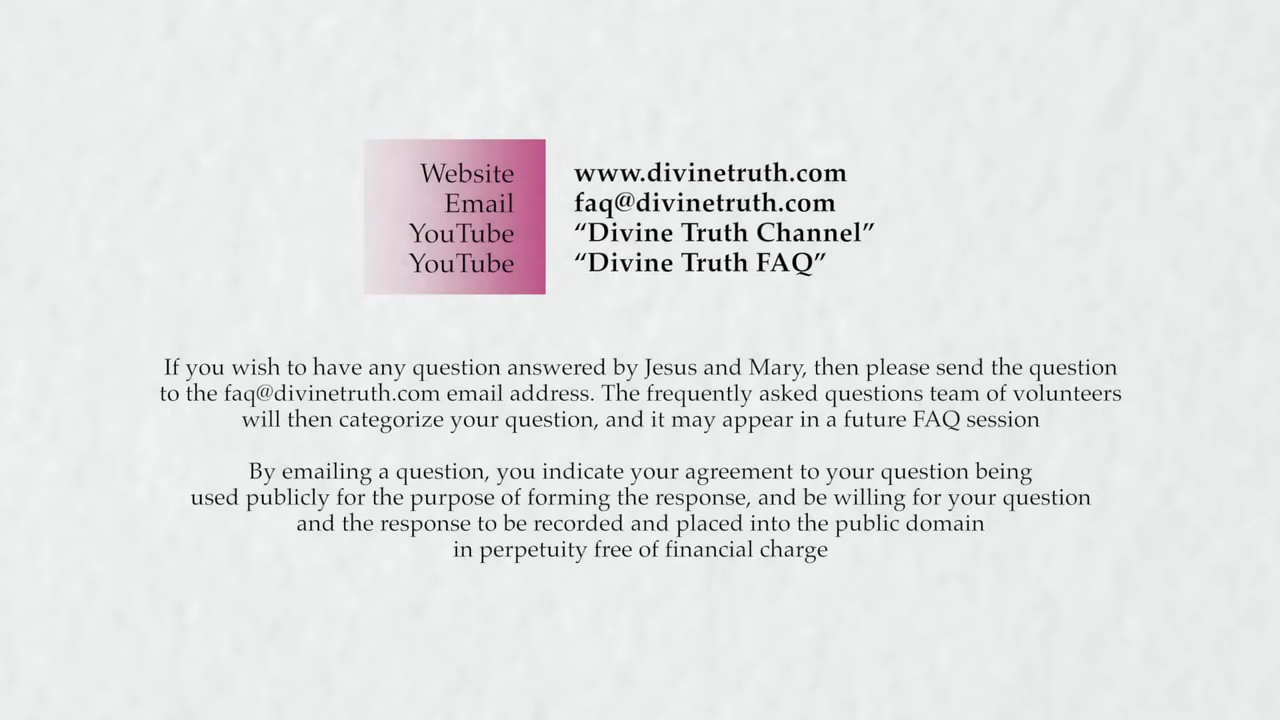 Website www.divinetruth.com
Email faq@divinetruth.com
YouTube “Divine Truth Channel”
YouTube “Divine Truth FAQ”
If you wish to have any question answered by Jesus and Mary, then please send the question
to the faq@divinetruth.com email address. The frequently asked questions team of volunteers
will then categorize your question, and it may appear in a future FAQ session
By emailing a question, you indicate your agreement to your question being
used publicly for the purpose of forming the response, and be willing for your question
and the response to be recorded and placed into the public domain
in perpetuity free of financial charge